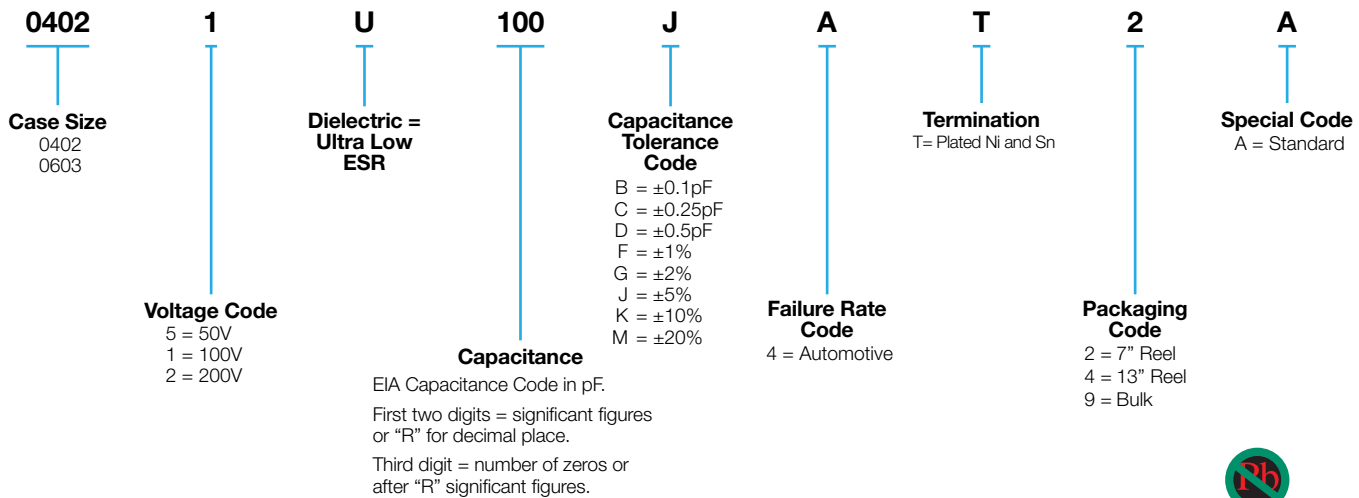 0402 1 U 100 J A T 2 A
Case Size
0402
0603
Voltage Code
5 = 50V
1 = 100V
2 = 200V
Dielectric =
Ultra Low
ESR
Capacitance
EIA Capacitance Code in pF.
First two digits = significant figures
or “R” for decimal place.
Third digit = number of zeros or
after “R” significant figures.
Capacitance
Tolerance
Code
B = ±0.1pF
C = ±0.25pF
D = ±0.5pF
F = ±1%
G = ±2%
J = ±5%
K = ±10%
M = ±20%
Failure Rate
Code
4 = Automotive
Termination
T= Plated Ni and Sn
Packaging
Code
2 = 7” Reel
4 = 13” Reel
9 = Bulk
Special Code
A = Standard
Pb